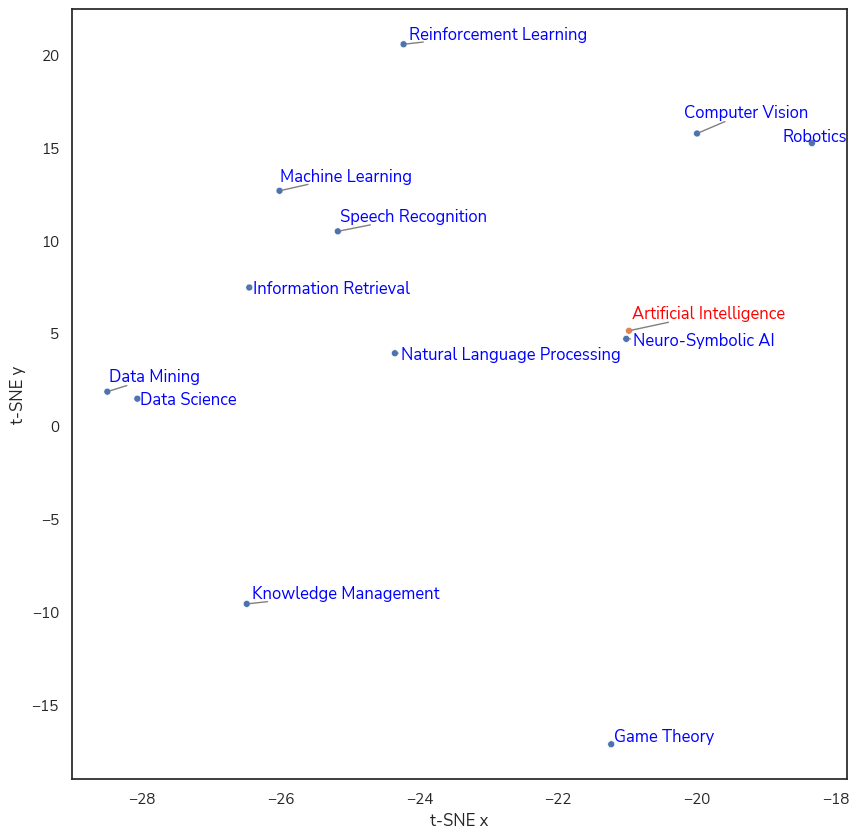 Reinforcement Learning
Computer Vision
Robotics
Machine Learning
Speech Recognition
Information Retrieval
Artificial Intelligence
Neuro-Symbolic AI
Natural Language Processing
Data Mining
Data Science
Knowledge Management
Game Theory
20
15
10
5
0
−5
−10
−15
t-SNE y
−28
−26
−24
−22
−20
−18
t-SNE x